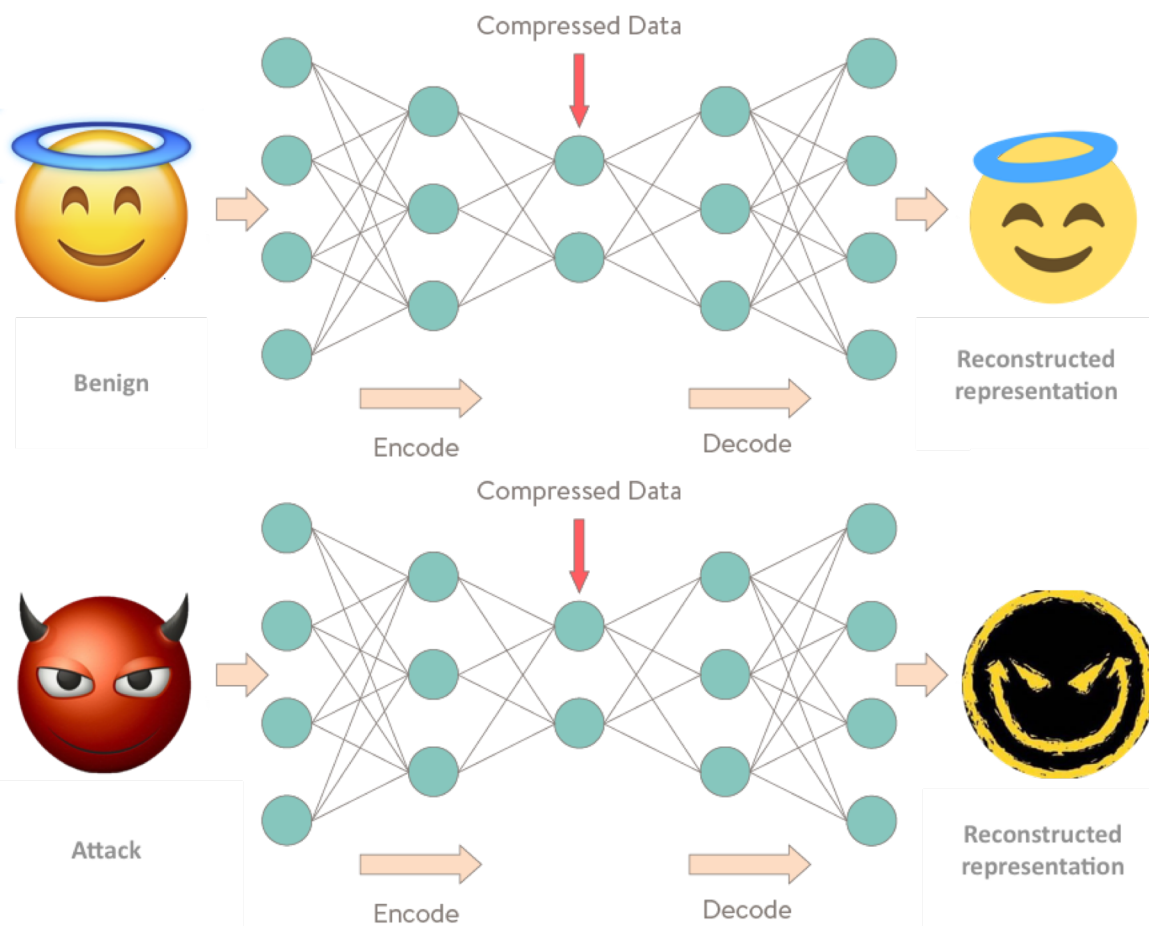 Compressed Data
Benign
Reconstructed
representation
Encode
Decode
Compressed Data
Attack
Reconstructed
representation
Encode
Decode